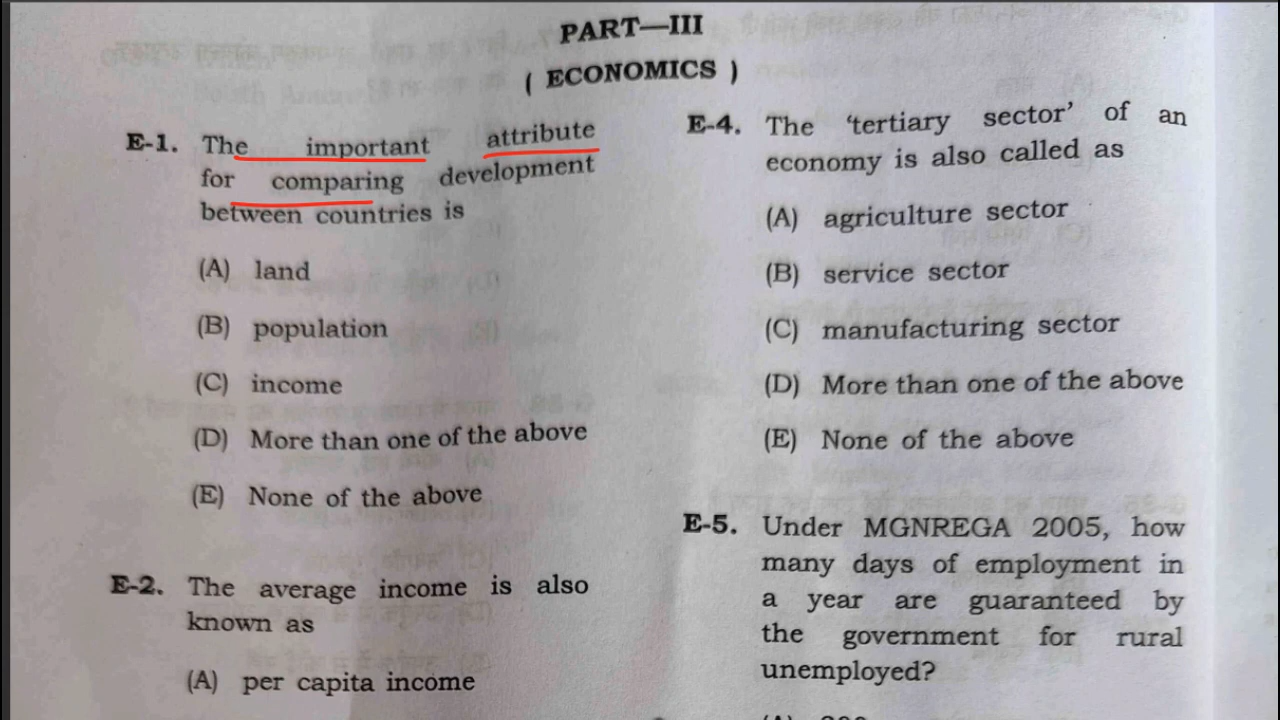 PART—III
( ECONOMICS )
E-1. The important attribute
for comparing development
between countries is
(A) land
(B) population
(C) income
(D) More than one of the above
(E) None of the above
E-2. The average income is also
known as
(A) per capita income
E-4. The ‘tertiary sector’ of an
economy is also called as
(A) agriculture sector
(B) service sector
(C) manufacturing sector
(D) More than one of the above
(E) None of the above
E-5. Under MGNREGA 2005, how
many days of employment in
a year are guaranteed by
the government for rural
unemployed?